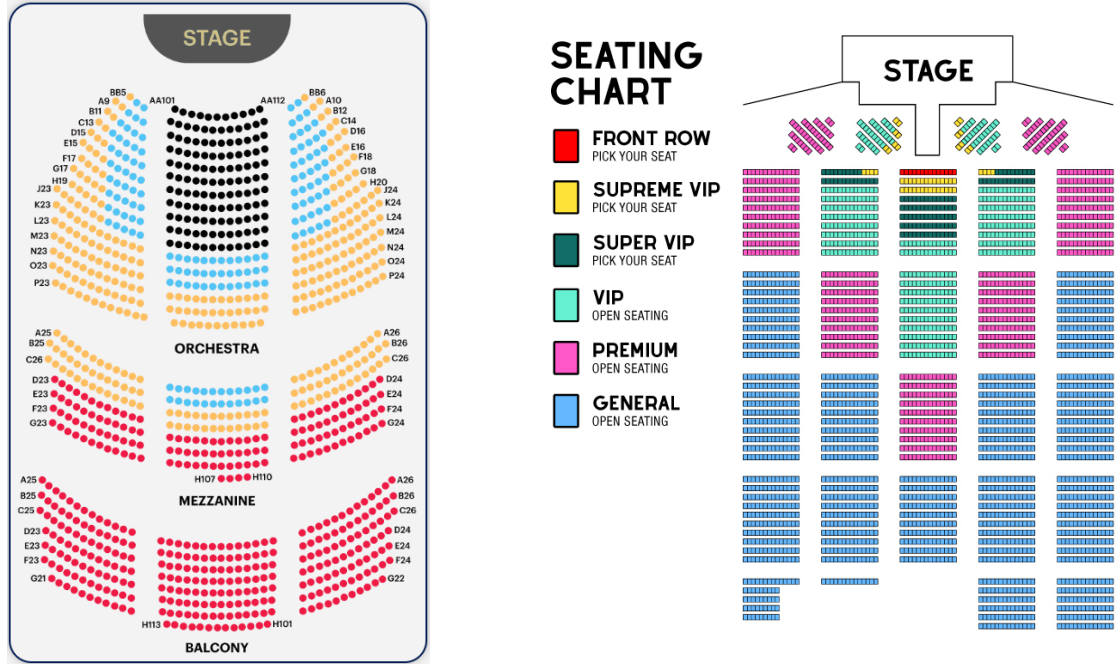 STAGE
BB5
A9
B11
C13
D15
E15
F17
G17
H19
J23
K23
L23
M23
N23
O23
P23
AA101
AA112
BB6
A10
B12
C14
D16
E16
F18
G18
H20
J24
K24
L24
M24
N24
O24
P24
ORCHESTRA
A25
B25
C26
D23
E23
F23
G23
A26
B26
C26
D24
E24
F24
G24
H107
H110
MEZZANINE
A25
B25
C25
D23
E23
F23
G21
A26
B26
C26
D24
E24
F24
G22
H113
H101
BALCONY
SEATING
CHART
FRONT ROW
PICK YOUR SEAT
SUPREME VIP
PICK YOUR SEAT
SUPER VIP
PICK YOUR SEAT
VIP
OPEN SEATING
PREMIUM
OPEN SEATING
GENERAL
OPEN SEATING
STAGE